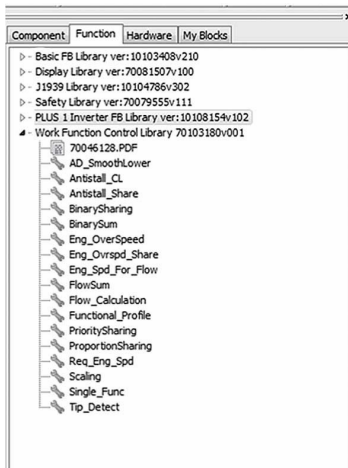 Component Function Hardware My Blocks
Basic FB Library ver:10103408v210
Display Library ver:70081507v100
J1939 Library ver:10104786v302
Safety Library ver:70079555v111
PLUS 1 Inverter FB Library ver:10108154v102
Work Function Control Library 70103180v001
70046128.PDF
AD_SmoothLower
Antistall_CL
Antistall_Share
BinarySharing
BinarySum
Eng_OverSpeed
Eng_Ovrspd_Share
Eng_Spd_For_Flow
FlowSum
Flow_Calculation
Functional_Profile
PrioritySharing
ProportionSharing
Req_Eng_Spd
Scaling
Single_Func
Tip_Detect